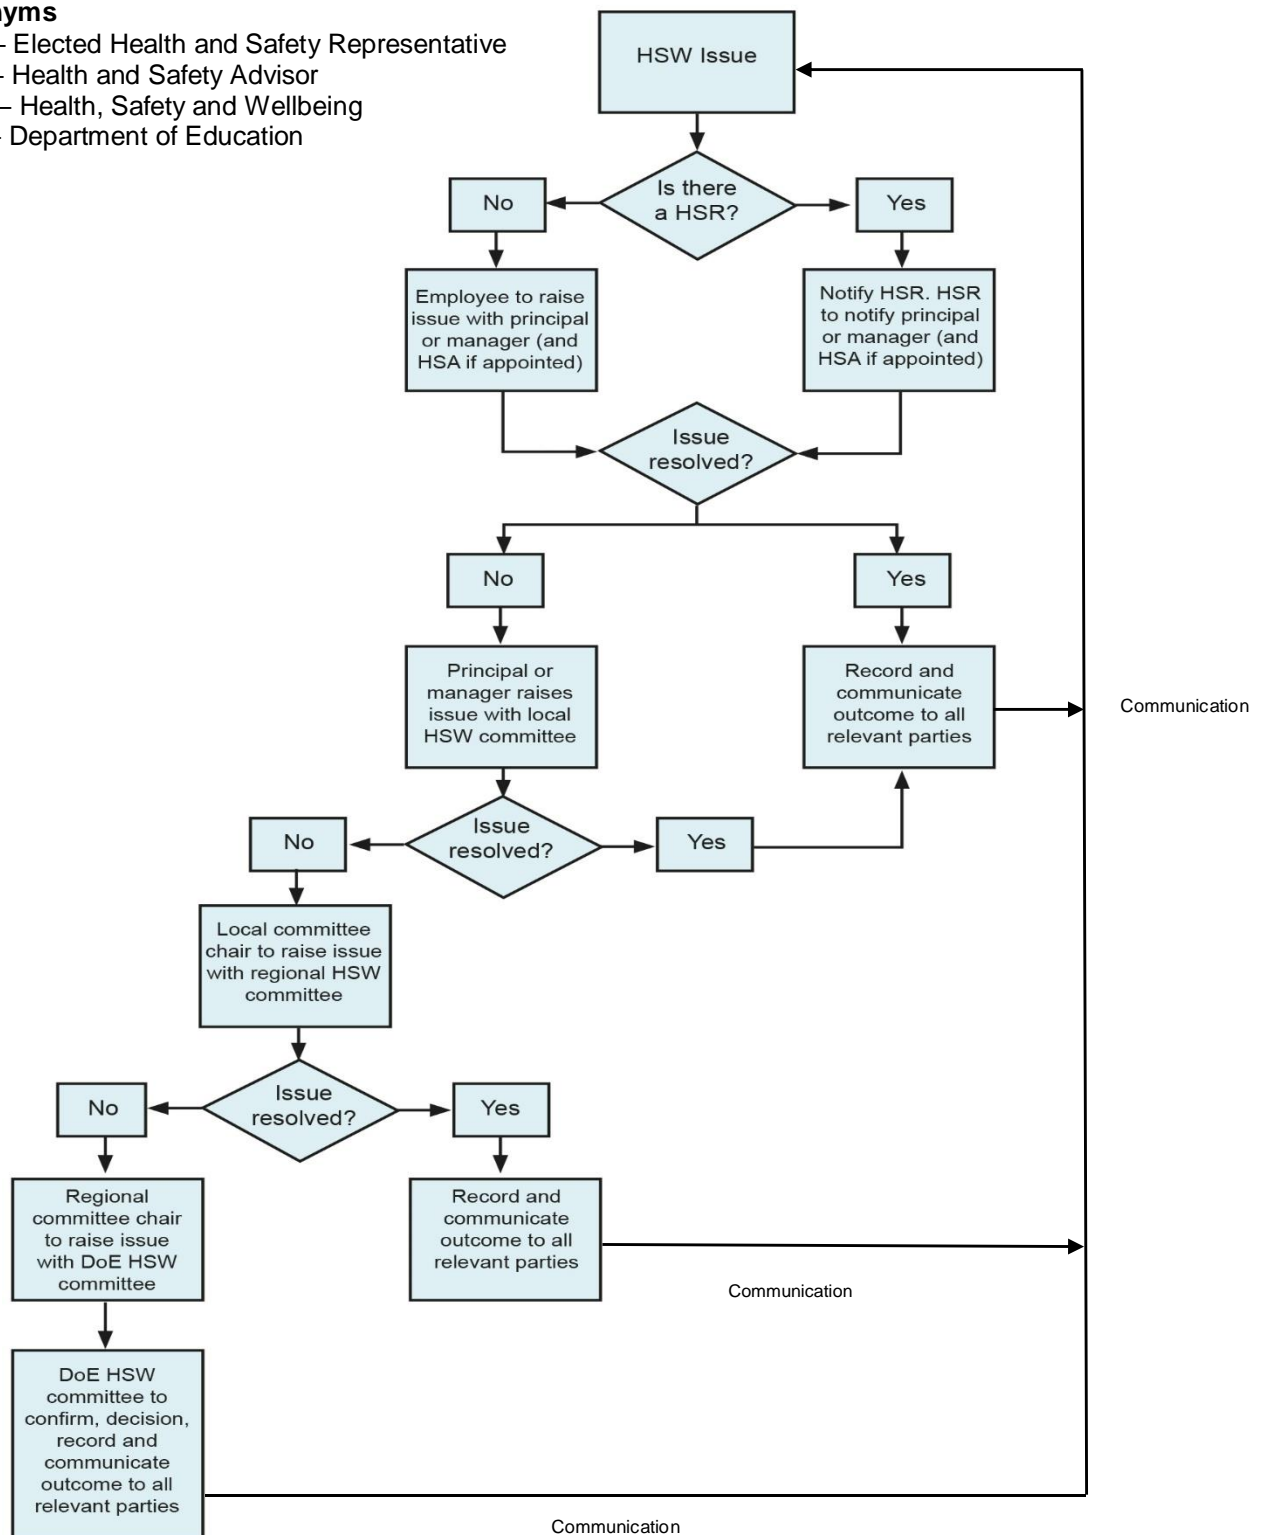 – Elected Health and Safety Representative
– Health and Safety Advisor
– Health, Safety and Wellbeing
Department of Education
HSW Issue
Is there
a HSR?
No
Yes
Employee to raise
issue with principal
or manager (and
HSA if appointed)
Notify HSR. HSR
to notify principal
or manager (and
HSA if appointed)
Issue
resolved?
No
Yes
Principal or
manager raises
issue with local
HSW committee
Record and
communicate
outcome to all
relevant parties
Communication
Issue
resolved?
No
Yes
Local committee
chair to raise issue
with regional HSW
committee
Issue
resolved?
No
Yes
Regional
committee chair
to raise issue
with DoE HSW
committee
Record and
communicate
outcome to all
relevant parties
Communication
DoE HSW
committee to
confirm, decision,
record and
communicate
outcome to all
relevant parties
Communication